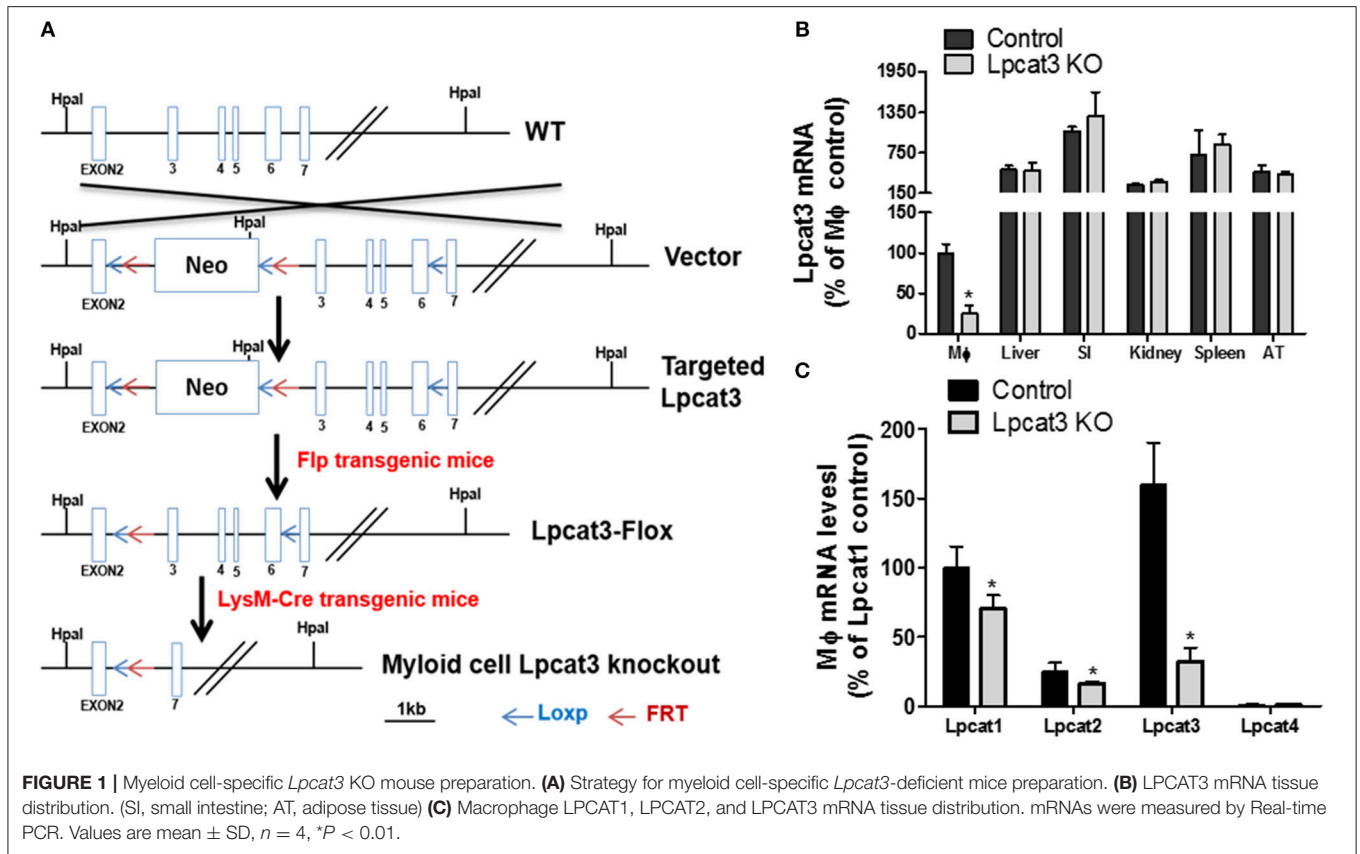 A
HpaI HpaI
WT
EXON2 3 4 5 6 7
HpaI HpaI HpaI
Neo
Vector
EXON2 3 4 5 6 7
HpaI HpaI HpaI
Neo
Targeted
Lpcat3
EXON2 3 4 5 6 7
Flp transgenic mice
HpaI HpaI
Lpcat3-Flox
EXON2 3 4 5 6 7
LysM-Cre transgenic mice
HpaI HpaI
Myloid cell Lpcat3 knockout
EXON2 7
1kb Loxp FRT
B
Control
Lpcat3 KO
Lpcat3 mRNA
(% of Mϕ control)
1950
1350
750
150
150
100
50
0
*
Mϕ Liver SI Kidney Spleen AT
C
Control
Lpcat3 KO
Mϕ mRNA levelsl
(% of Lpcat1 control)
200
150
100
50
0
* * *
Lpcat1 Lpcat2 Lpcat3 Lpcat4
FIGURE 1 | Myeloid cell-specific Lpcat3 KO mouse preparation. (A) Strategy for myeloid cell-specific Lpcat3-deficient mice preparation. (B) LPCAT3 mRNA tissue
distribution. (SI, small intestine; AT, adipose tissue) (C) Macrophage LPCAT1, LPCAT2, and LPCAT3 mRNA tissue distribution. mRNAs were measured by Real-time
PCR. Values are mean ± SD, n = 4, *P < 0.01.